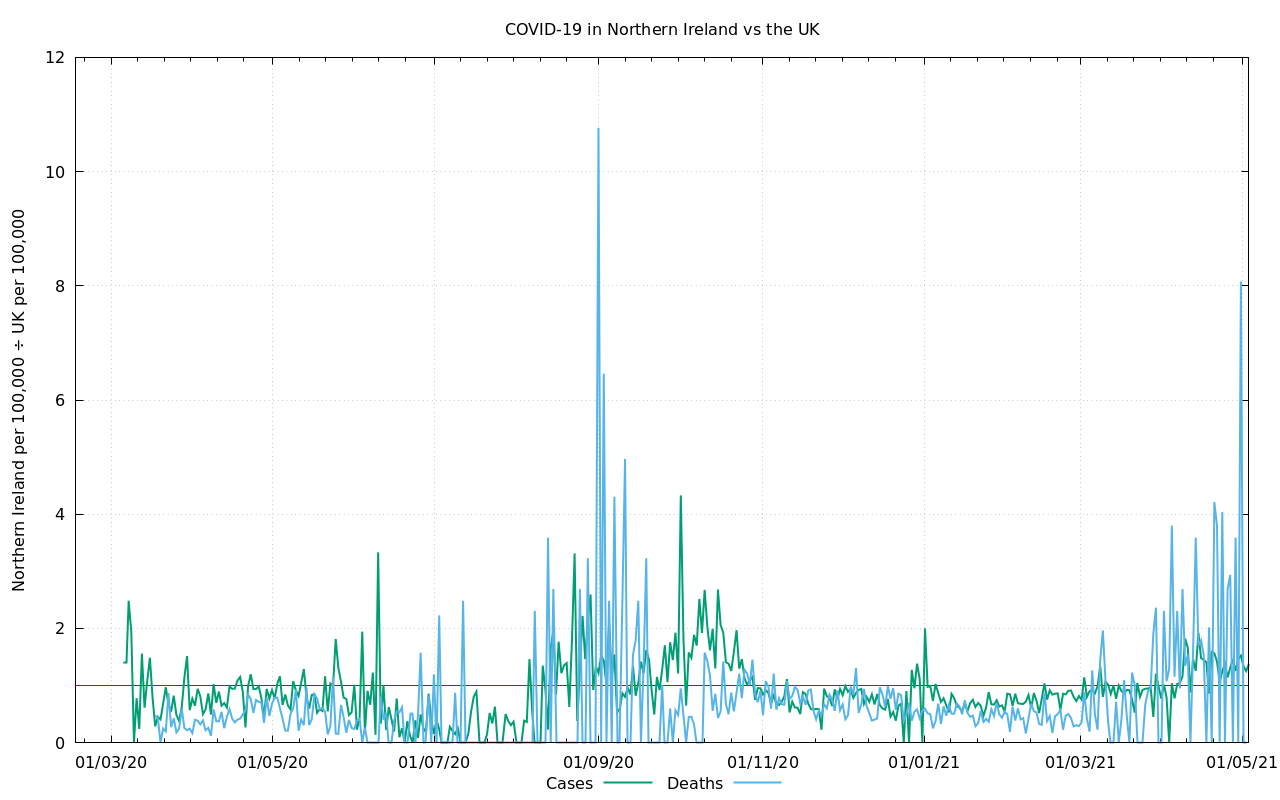 COVID-19 in Northern Ireland vs the UK
Northern Ireland per 100,000 ÷ UK per 100,000
12
10
8
6
4
2
0
01/03/20 01/05/20 01/07/20 01/09/20 01/11/20 01/01/21 01/03/21 01/05/21
Cases Deaths